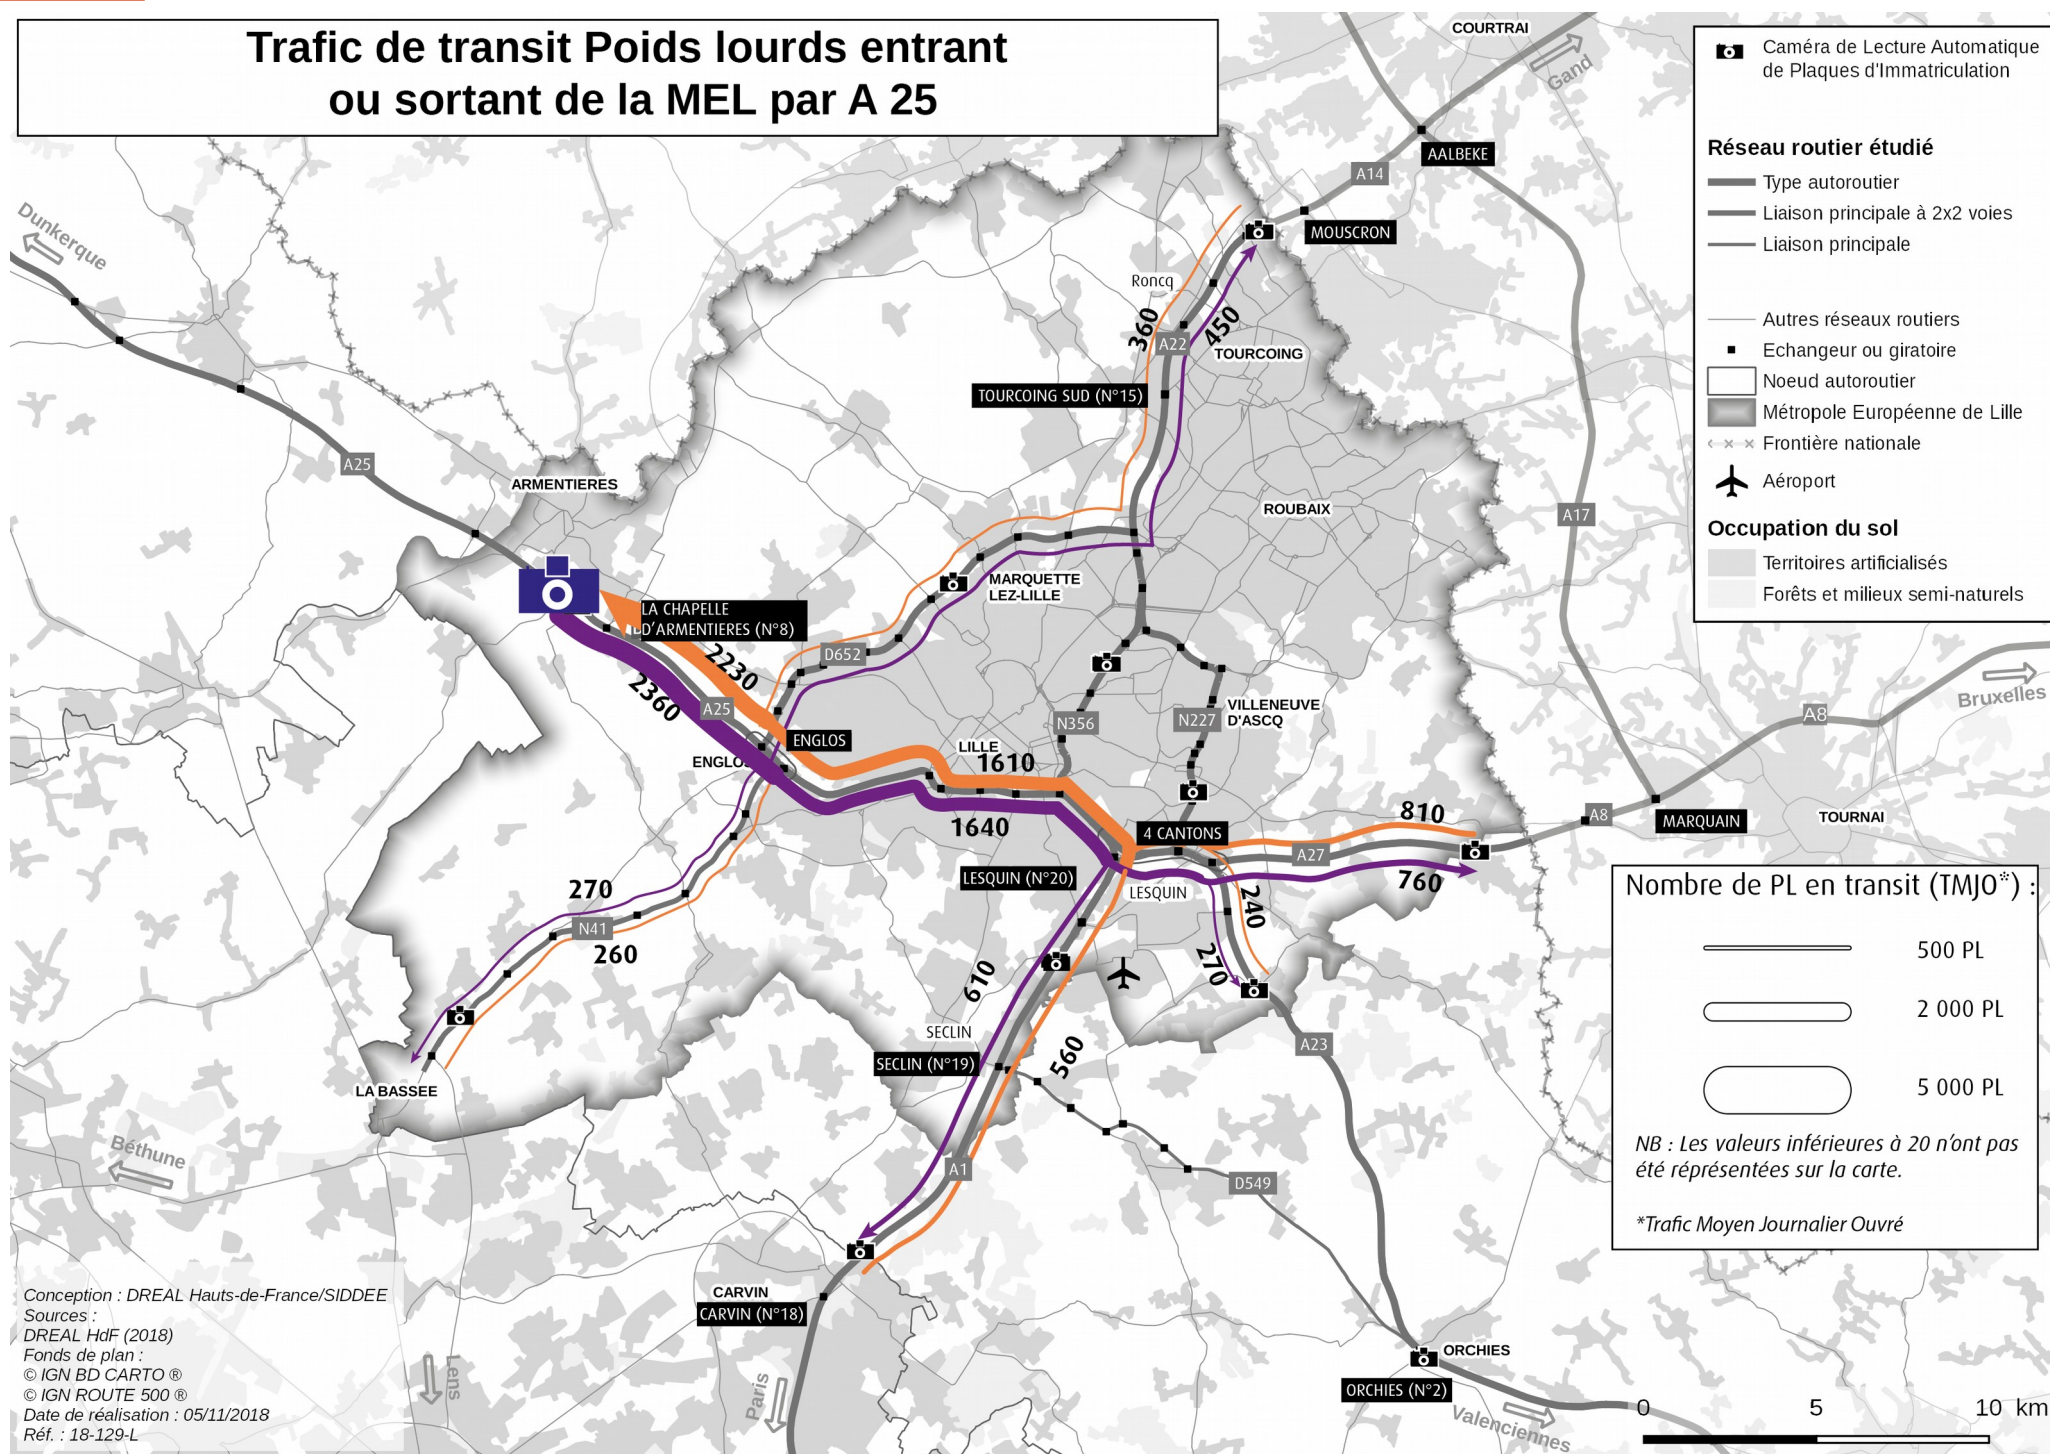 Trafic de transit Poids lourds entrant
ou sortant de la MEL par A 25
COURTRAI
Gand
AALBEKE
A14
MOUSCRON
Dunkerque
Roncq
360
450
A22
TOURCOING
TOURCOING SUD (N°15)
A25
ARMENTIERES
ROUBAIX
A17
MARQUETTE
LEZ-LILLE
LA CHAPELLE
D'ARMENTIERES (N°8)
2230
2360
D652
A25
N356
N227
VILLENEUVE
D'ASCQ
Bruxelles
A8
ENGLOS
ENGLOS
LILLE
1610
1640
4 CANTONS
810
A8
MARQUAIN
TOURNAI
A27
760
LESQUIN (N°20)
LESQUIN
240
270
270
N41
260
610
SECLIN
SECLIN (N°19)
560
A23
LA BASSEE
Béthune
A1
D549
CARVIN
CARVIN (N°18)
Lens
Paris
ORCHIES
ORCHIES (N°2)
Valenciennes
Caméra de Lecture Automatique
de Plaques d'Immatriculation
Réseau routier étudié
Type autoroutier
Liaison principale à 2x2 voies
Liaison principale
Autres réseaux routiers
Echangeur ou giratoire
Noeud autoroutier
Métropole Européenne de Lille
Frontière nationale
Aéroport
Occupation du sol
Territoires artificialisés
Forêts et milieux semi-naturels
Nombre de PL en transit (TMJO*) :
500 PL
2 000 PL
5 000 PL
NB : Les valeurs inférieures à 20 n'ont pas
été réprésentées sur la carte.
*Trafic Moyen Journalier Ouvré
0 5 10 km
Conception : DREAL Hauts-de-France/SIDDEE
Sources :
DREAL HdF (2018)
Fonds de plan :
© IGN BD CARTO ®
© IGN ROUTE 500 ®
Date de réalisation : 05/11/2018
Réf. : 18-129-L